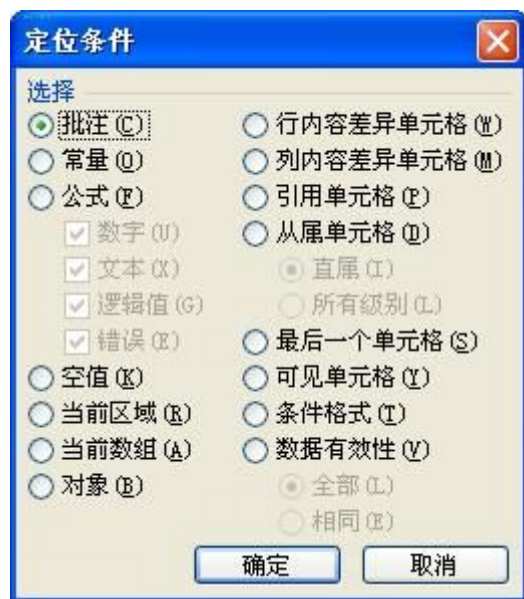 定位条件
选择
批注(C)
常量(O)
公式(F)
数字(U)
文本(X)
逻辑值(G)
错误(E)
空值(K)
当前区域(R)
当前数组(A)
对象(B)
行内容差异单元格(W)
列内容差异单元格(M)
引用单元格(P)
从属单元格(D)
直属(I)
所有级别(L)
最后一个单元格(S)
可见单元格(Y)
条件格式(T)
数据有效性(V)
全部(L)
相同(E)
确定
取消